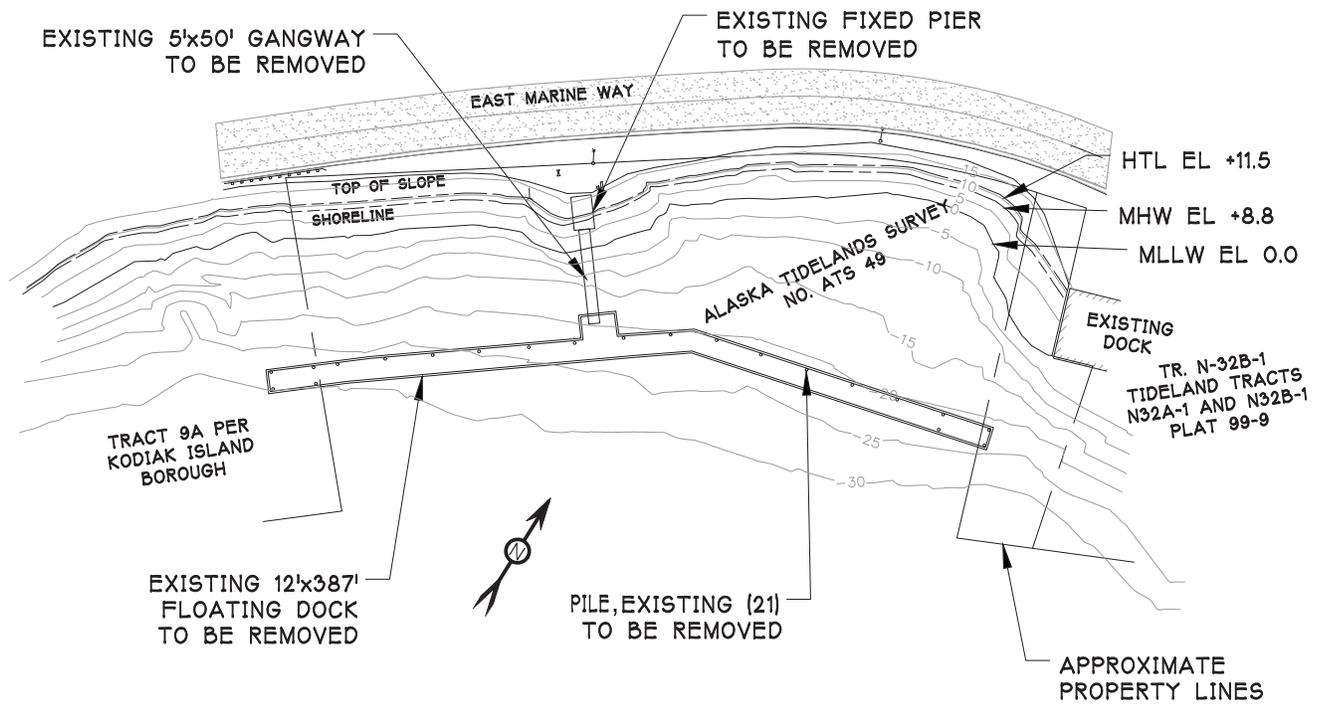 EXISTING 5'x50' GANGWAY
TO BE REMOVED
EXISTING FIXED PIER
TO BE REMOVED
EAST MARINE WAY
HTL EL +11.5
MHW EL +8.8
MLLW EL 0.0
TOP OF SLOPE
SHORELINE
-15
-10
-5
0
-5
-10
-15
-20
-25
-30
ALASKA TIDELANDS SURVEY
NO. ATS 49
EXISTING
DOCK
TR. N-32B-1
TIDELAND TRACTS
N32A-1 AND N32B-1
PLAT 99-9
TRACT 9A PER
KODIAK ISLAND
BOROUGH
N
EXISTING 12'x387'
FLOATING DOCK
TO BE REMOVED
PILE, EXISTING (21)
TO BE REMOVED
APPROXIMATE
PROPERTY LINES